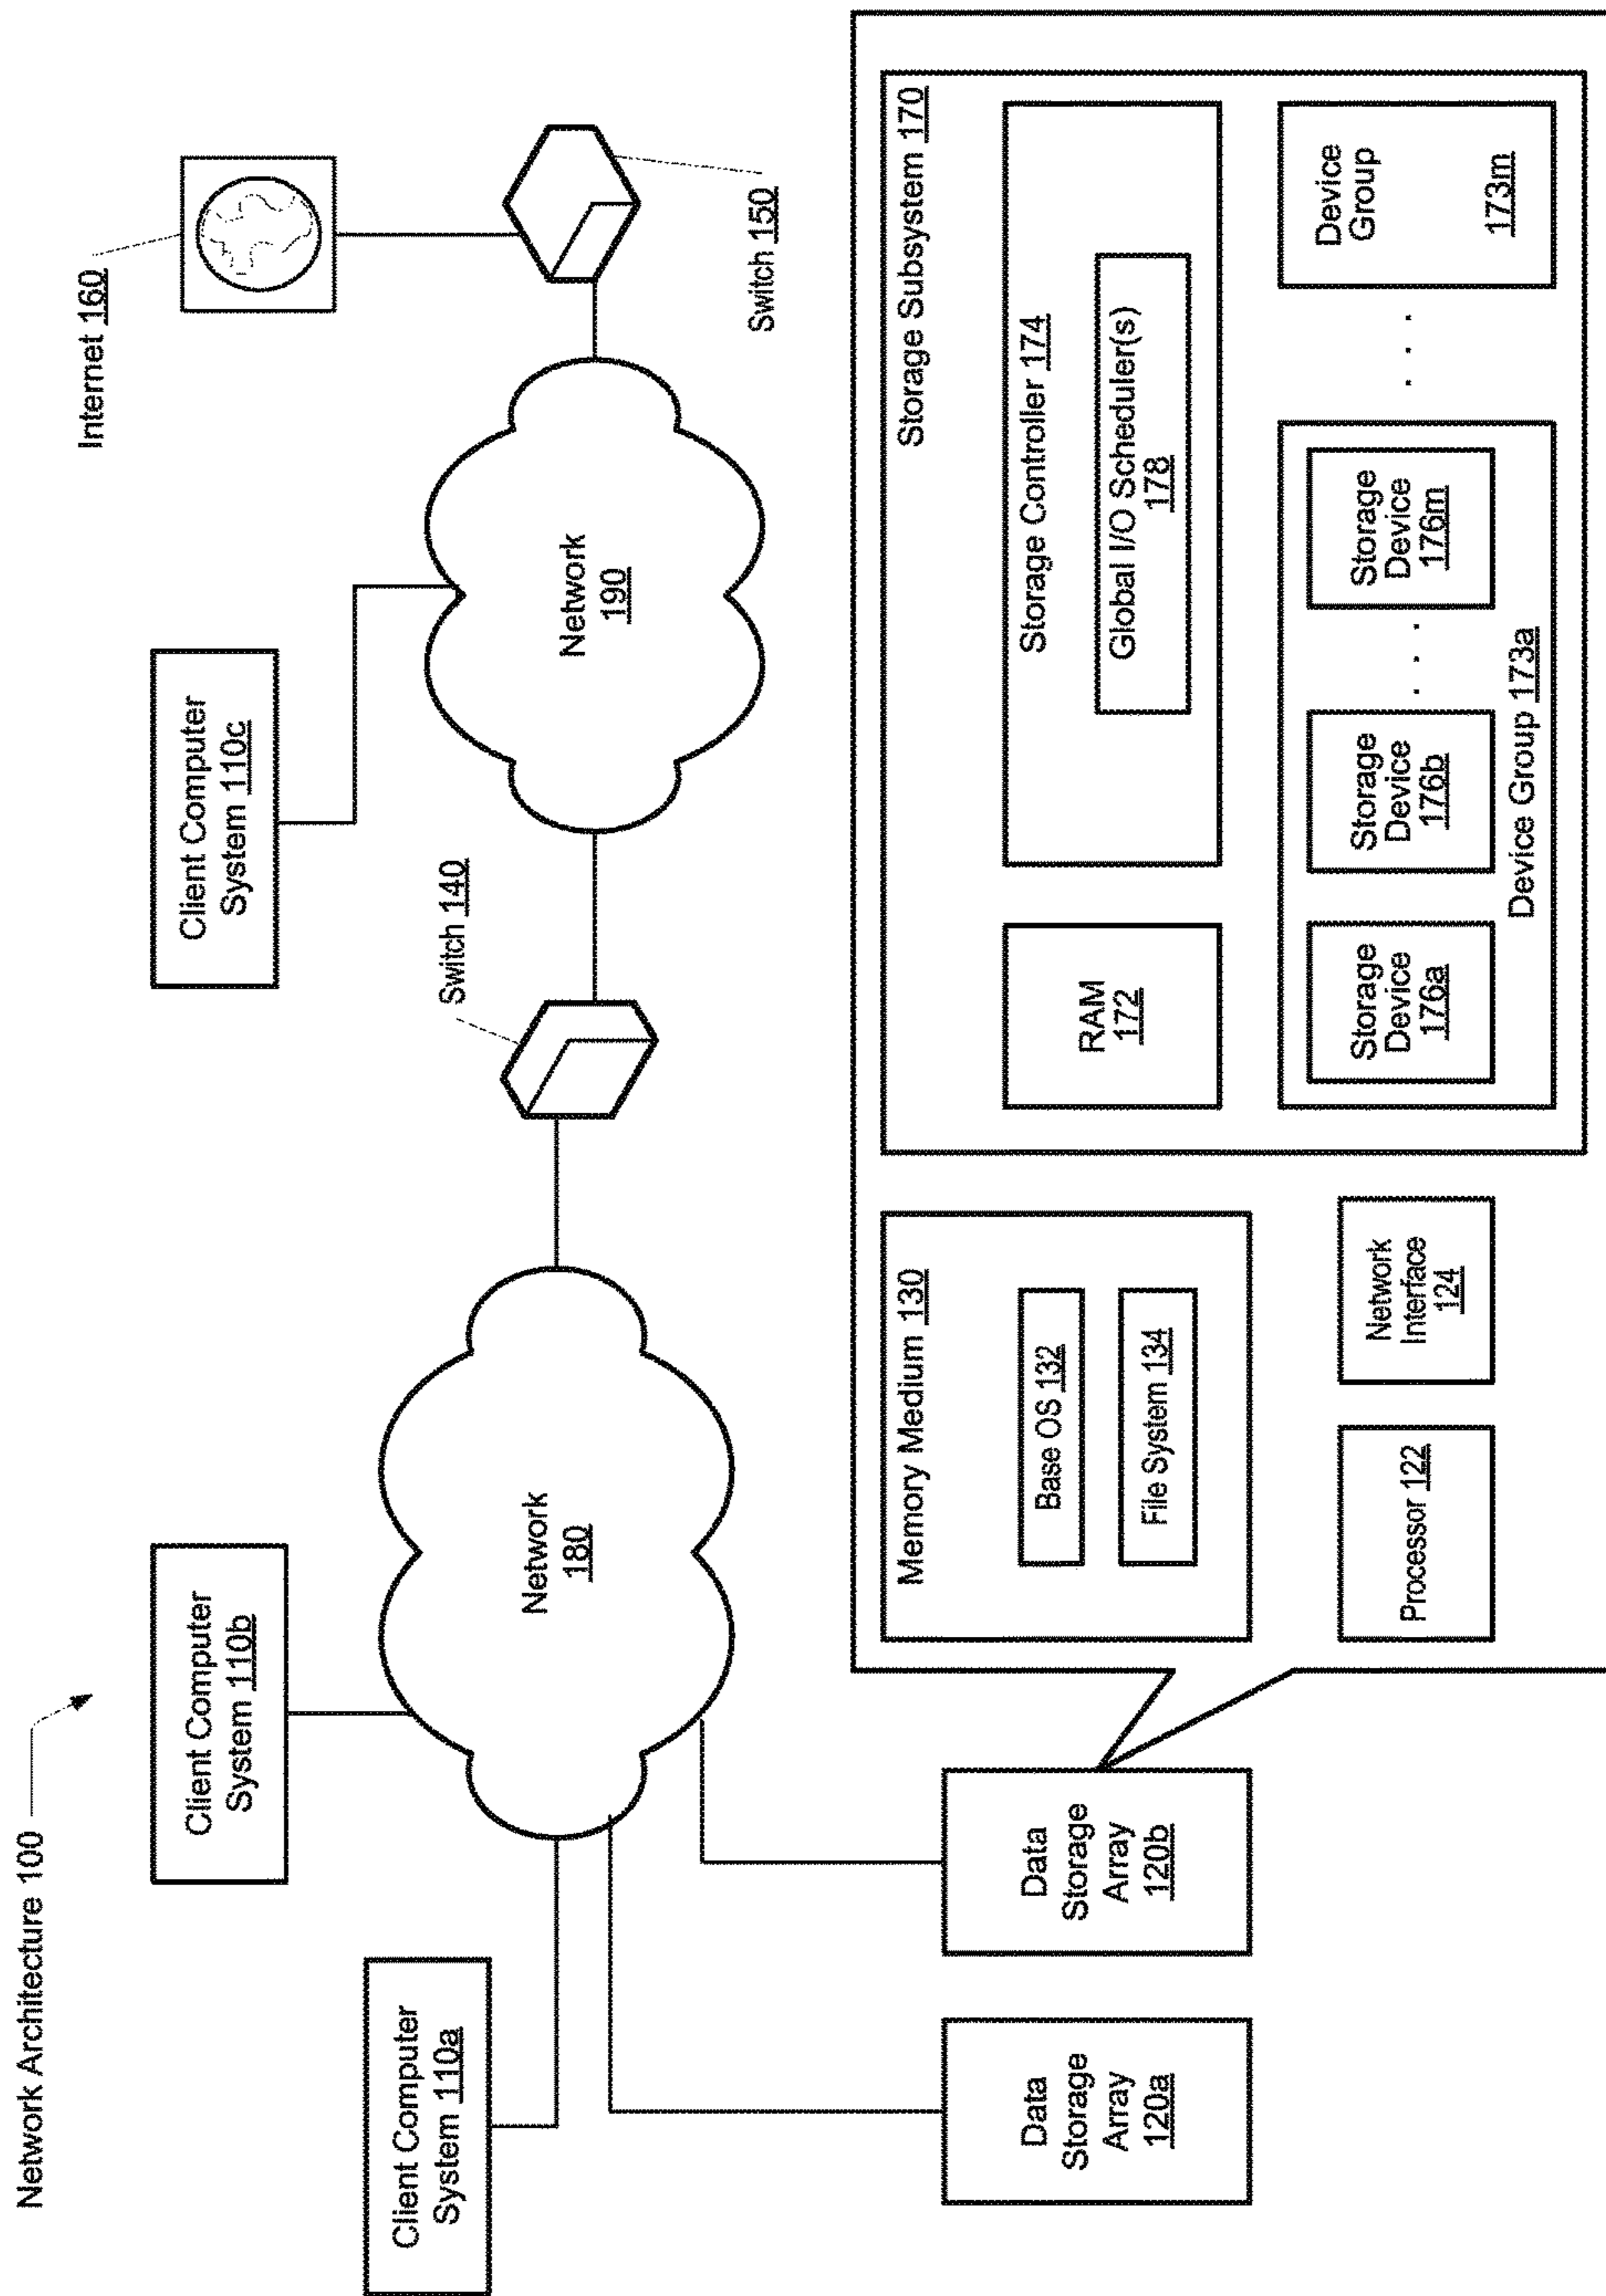 Network Architecture 100
Client Computer
System 110a
Client Computer
System 110b
Client Computer
System 110c
Internet 160
Switch 140
Switch 150
Network
180
Network
190
Data
Storage
Array
120a
Data
Storage
Array
120b
Memory Medium 130
Base OS 132
File System 134
Processor 122
Network
Interface
124
Storage Subsystem 170
RAM
172
Storage Controller 174
Global I/O Scheduler(s)
178
Storage
Device
176a
Storage
Device
176b
. . .
Storage
Device
176m
Device Group 173a
. . .
Device
Group
173m